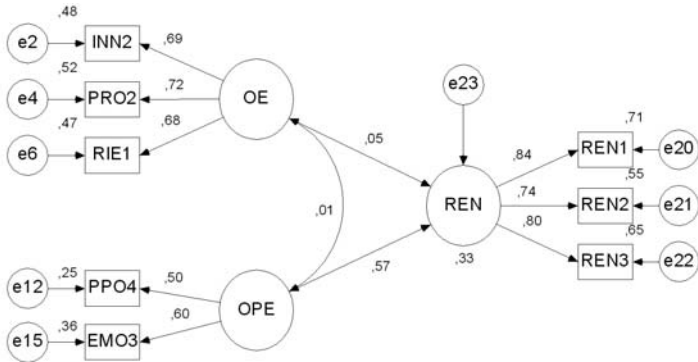 ,48
e2
INN2
,69
,52
e4
PRO2
,72
,47
e6
RIE1
,68
OE
e23
,05
,01
REN
,33
,84
REN1
,71
e20
,74
REN2
,55
e21
,80
REN3
,65
e22
,57
,25
e12
PPO4
,50
OPE
,36
e15
EMO3
,60